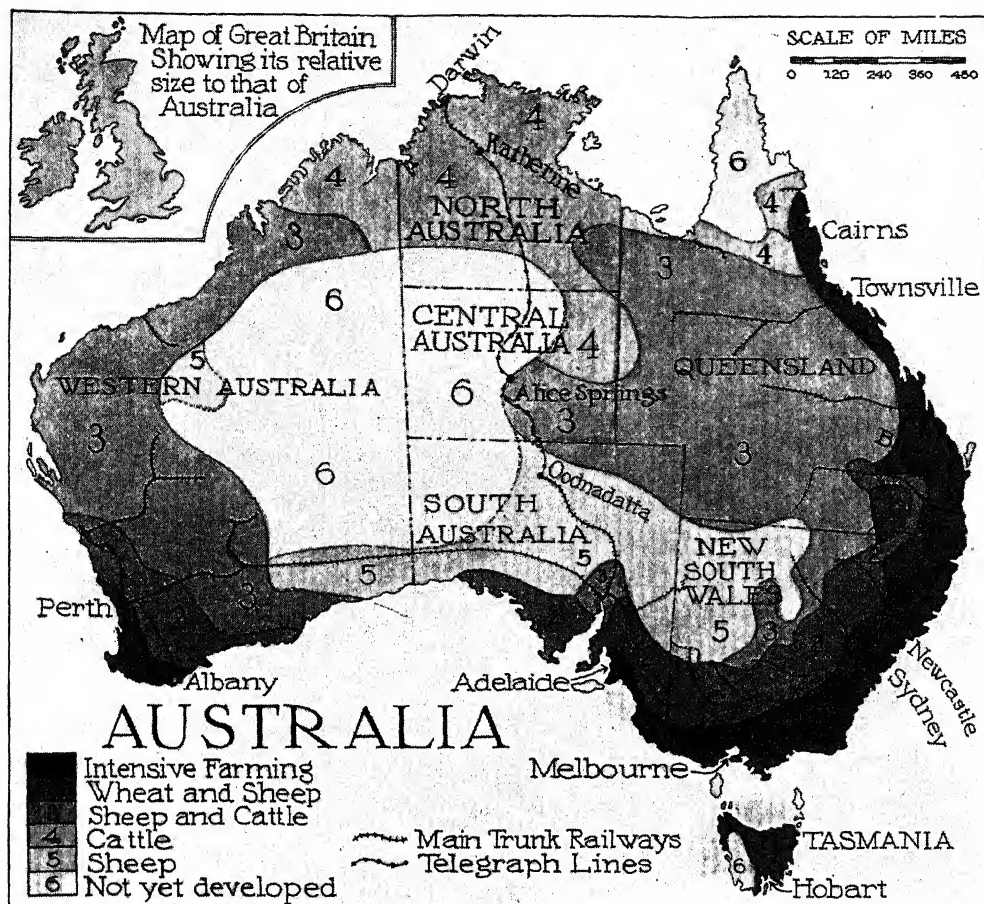 Map of Great Britain
Showing its relative
size to that of
Australia
SCALE OF MILES
0 120 240 360 480
Darwin
4
Katherine
6
4
4
4
NORTH
AUSTRALIA
Cairns
3
3
4
Townsville
6
CENTRAL
AUSTRALIA
4
5
WESTERN AUSTRALIA
QUEENSLAND
6
Alice Springs
3
3
3
6
Oodnadatta
SOUTH
AUSTRALIA
NEW
SOUTH
WALES
5
5
3
Perth
5
3
Albany
Adelaide
Newcastle
Sydney
AUSTRALIA
Melbourne
Intensive Farming
Wheat and Sheep
3 Sheep and Cattle
4 Cattle
5 Sheep
6 Not yet developed
Main Trunk Railways
Telegraph Lines
TASMANIA
6
Hobart